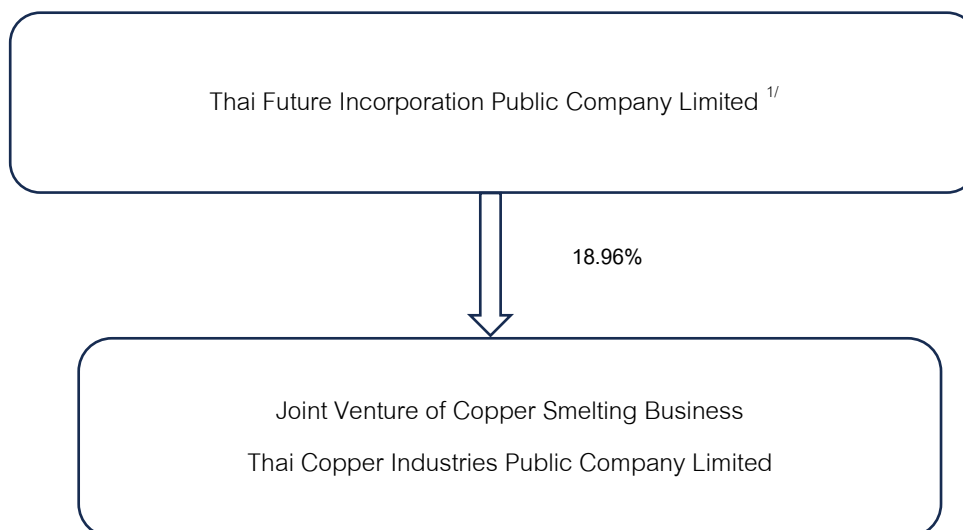 Thai Future Incorporation Public Company Limited 1/
18.96%
Joint Venture of Copper Smelting Business
Thai Copper Industries Public Company Limited